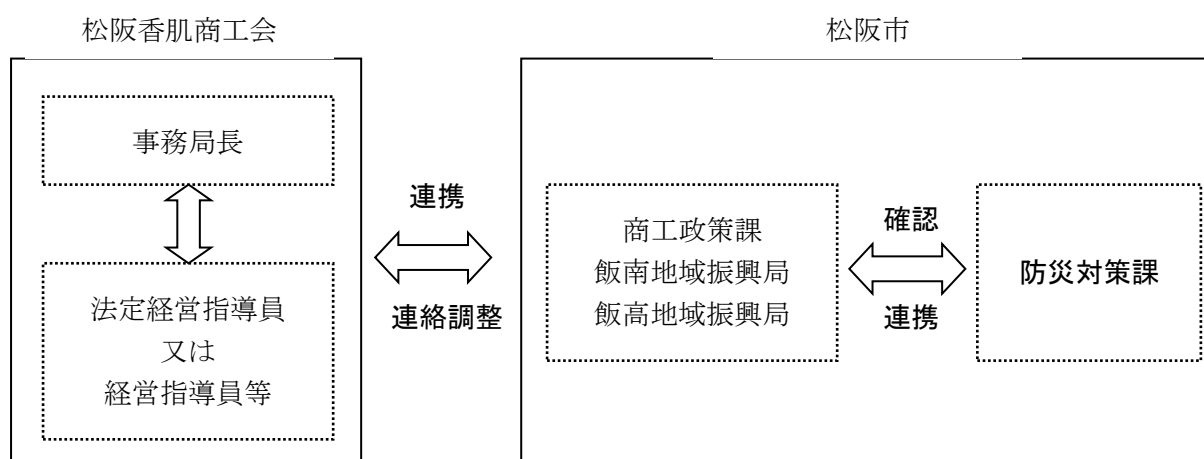 松阪香肌商工会
松阪市
事務局長
法定経営指導員
又は
経営指導員等
連携
連絡調整
商工政策課
飯南地域振興局
飯高地域振興局
確認
連携
防災対策課